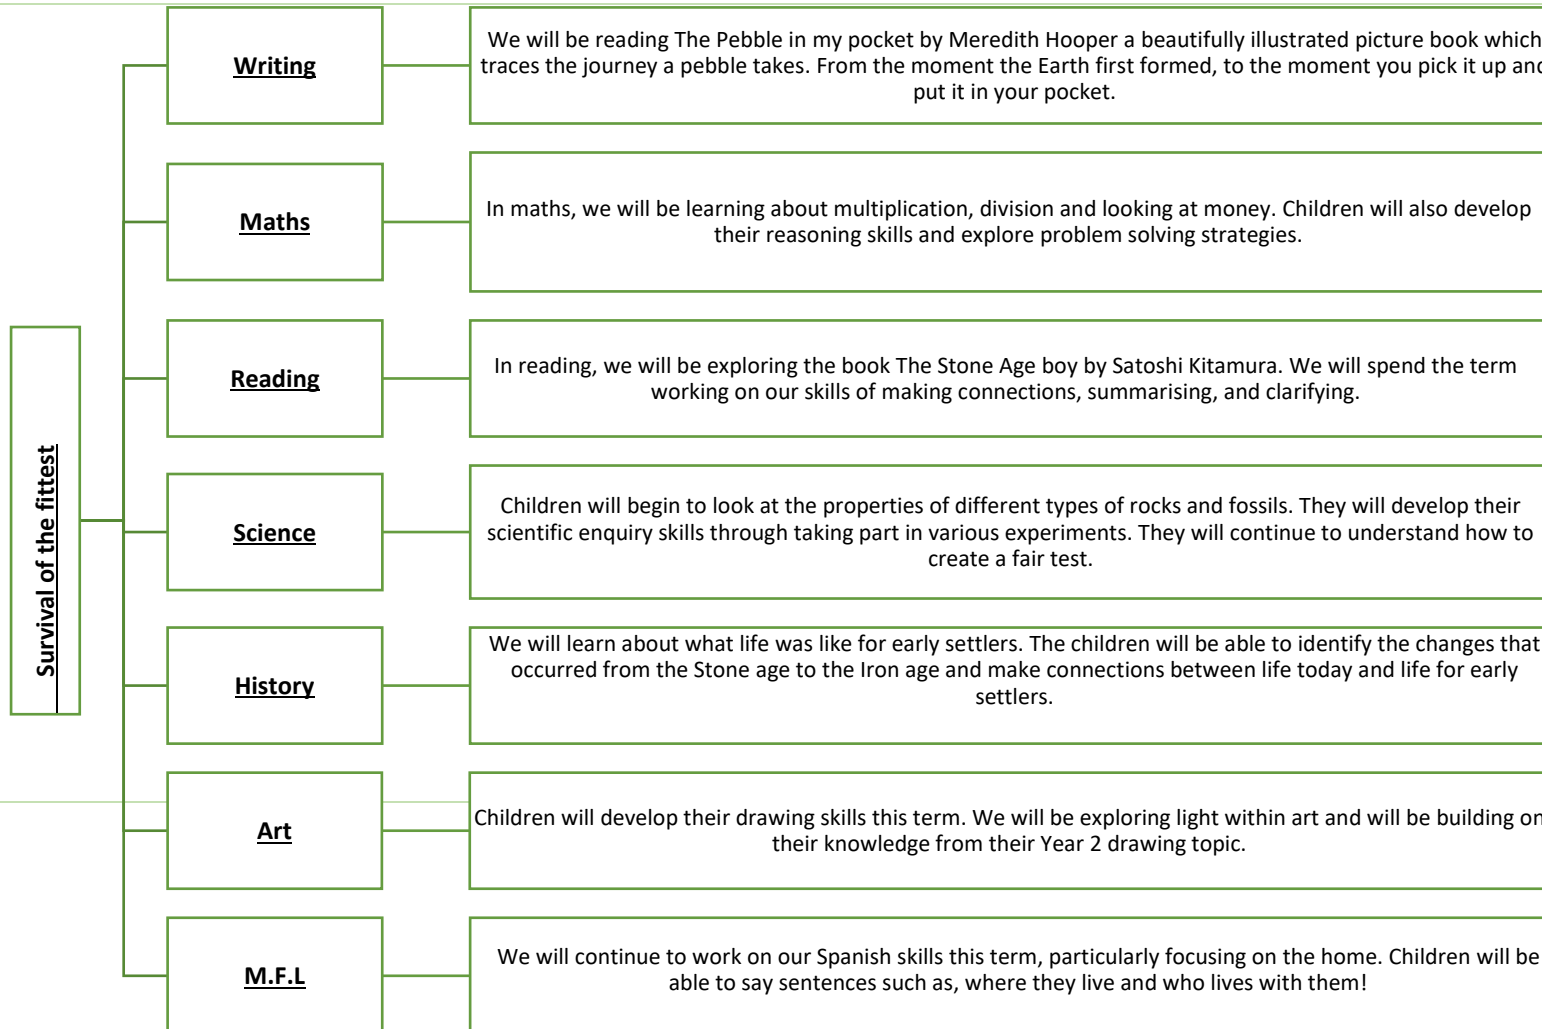 Survival of the fittest
Writing
We will be reading The Pebble in my pocket by Meredith Hooper a beautifully illustrated picture book which
traces the journey a pebble takes. From the moment the Earth first formed, to the moment you pick it up and
put it in your pocket.
Maths
In maths, we will be learning about multiplication, division and looking at money. Children will also develop
their reasoning skills and explore problem solving strategies.
Reading
In reading, we will be exploring the book The Stone Age boy by Satoshi Kitamura. We will spend the term
working on our skills of making connections, summarising, and clarifying.
Science
Children will begin to look at the properties of different types of rocks and fossils. They will develop their
scientific enquiry skills through taking part in various experiments. They will continue to understand how to
create a fair test.
History
We will learn about what life was like for early settlers. The children will be able to identify the changes that
occurred from the Stone age to the Iron age and make connections between life today and life for early
settlers.
Art
Children will develop their drawing skills this term. We will be exploring light within art and will be building on
their knowledge from their Year 2 drawing topic.
M.F.L
We will continue to work on our Spanish skills this term, particularly focusing on the home. Children will be
able to say sentences such as, where they live and who lives with them!